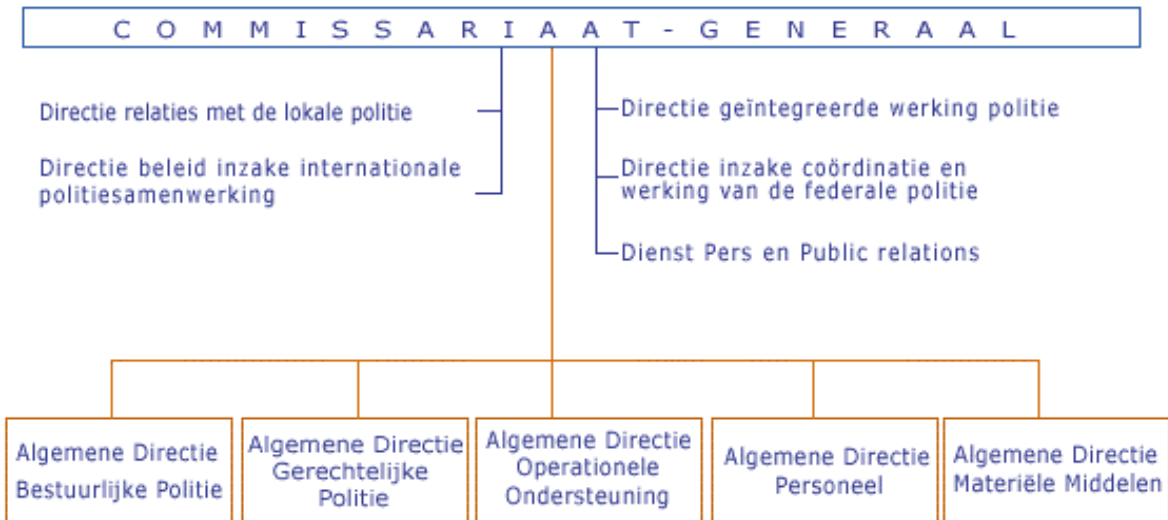 COMMISSARIAAT-GENERAAL
Directie relaties met de lokale politie
Directie beleid inzake internationale
politiesamenwerking
Directie geïntegreerde werking politie
Directie inzake coördinatie en
werking van de federale politie
Dienst Pers en Public relations
Algemene Directie
Bestuurlijke Politie
Algemene Directie
Gerechtelijke
Politie
Algemene Directie
Operationele
Ondersteuning
Algemene Directie
Personeel
Algemene Directie
Materiële Middelen